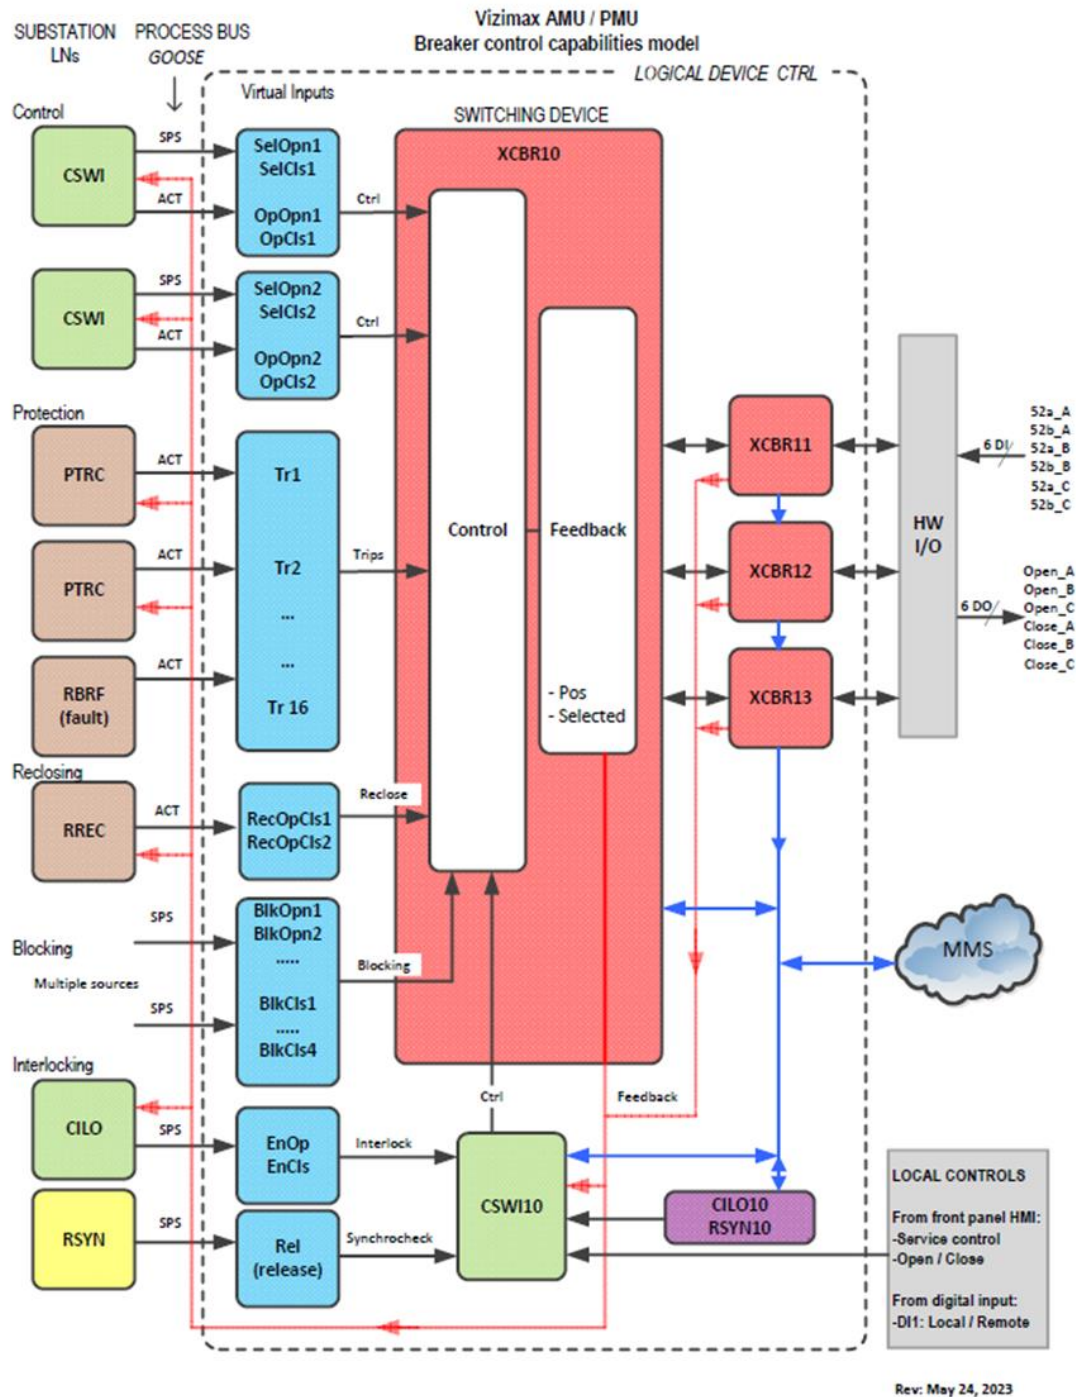 Vizimax AMU / PMU
Breaker control capabilities model
SUBSTATION
LNs
PROCESS BUS
GOOSE
LOGICAL DEVICE CTRL
Virtual Inputs
SWITCHING DEVICE
Control
CSWI
SPS
ACT
SelOpn1
SelCls1
OpOpn1
OpCls1
Ctrl
XCBR10
CSWI
SPS
ACT
SelOpn2
SelCls2
OpOpn2
OpCls2
Ctrl
Protection
PTRC
ACT
PTRC
ACT
RBRF
(fault)
ACT
Tr1
Tr2
...
...
Tr 16
Trips
Control
Feedback
- Pos
- Selected
XCBR11
XCBR12
XCBR13
HW
I/O
6 DI
52a_A
52b_A
52a_B
52b_B
52a_C
52b_C
6 DO
Open_A
Open_B
Open_C
Close_A
Close_B
Close_C
Reclosing
RREC
ACT
RecOpCls1
RecOpCls2
Reclose
Blocking
Multiple sources
SPS
SPS
BlkOpn1
BlkOpn2
.....
BlkCls1
.....
BlkCls4
Blocking
MMS
Interlocking
CILO
SPS
EnOp
EnCls
Interlock
Ctrl
Feedback
RSYN
SPS
Rel
(release)
Synchrocheck
CSWI10
CILO10
RSYN10
LOCAL CONTROLS
From front panel HMI:
-Service control
-Open / Close
From digital input:
-DI1: Local / Remote
Rev: May 24, 2023